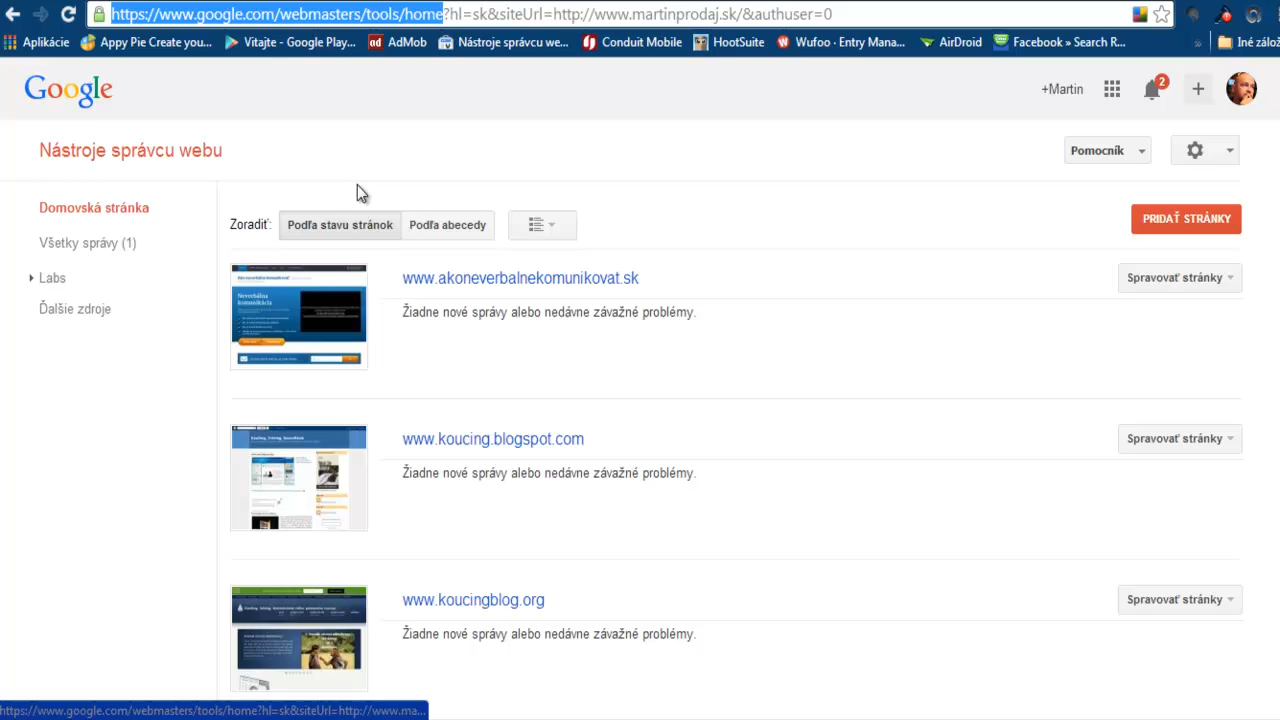 https://www.google.com/webmasters/tools/home?hl=sk&siteUrl=http://www.martinprodaj.sk/&authuser=0
Aplikácie Appy Pie Create you... Vitajte - Google Play... AdMob Nástroje správcu we... Conduit Mobile HootSuite Wufoo · Entry Mana... AirDroid Facebook » Search R... » Iné zálož
Google +Martin 2
Nástroje správcu webu Pomocník
Domovská stránka
Všetky správy (1)
Labs
Ďalšie zdroje
Zoradiť: Podľa stavu stránok Podľa abecedy PRIDAŤ STRÁNKY
www.akoneverbalnekomunikovat.sk Spravovať stránky
Žiadne nové správy alebo nedávne závažné problémy.
Neverbálna
komunikácia
www.koucing.blogspot.com Spravovať stránky
Žiadne nové správy alebo nedávne závažné problémy.
www.koucingblog.org Spravovať stránky
Žiadne nové správy alebo nedávne závažné problémy.
https://www.google.com/webmasters/tools/home?hl=sk&siteUrl=http://www.ma...